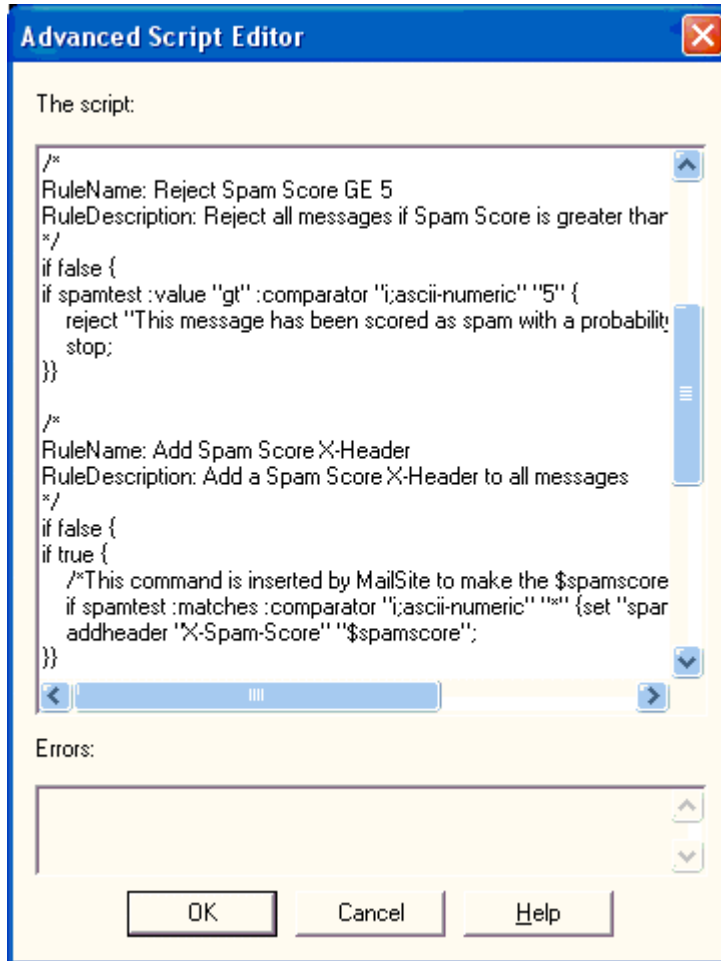 Advanced Script Editor
The script:
/*
RuleName: Reject Spam Score GE 5
RuleDescription: Reject all messages if Spam Score is greater than
*/
if false {
if spamtest :value "gt" :comparator "i;ascii-numeric" "5" {
reject "This message has been scored as spam with a probability
stop;
}}
/*
RuleName: Add Spam Score X-Header
RuleDescription: Add a Spam Score X-Header to all messages
*/
if false {
if true {
/*This command is inserted by MailSite to make the $spamscore
if spamtest :matches :comparator "i;ascii-numeric" "*" {set "spar
addheader "X-Spam-Score" "$spamscore";
}}
Errors:
OK Cancel Help